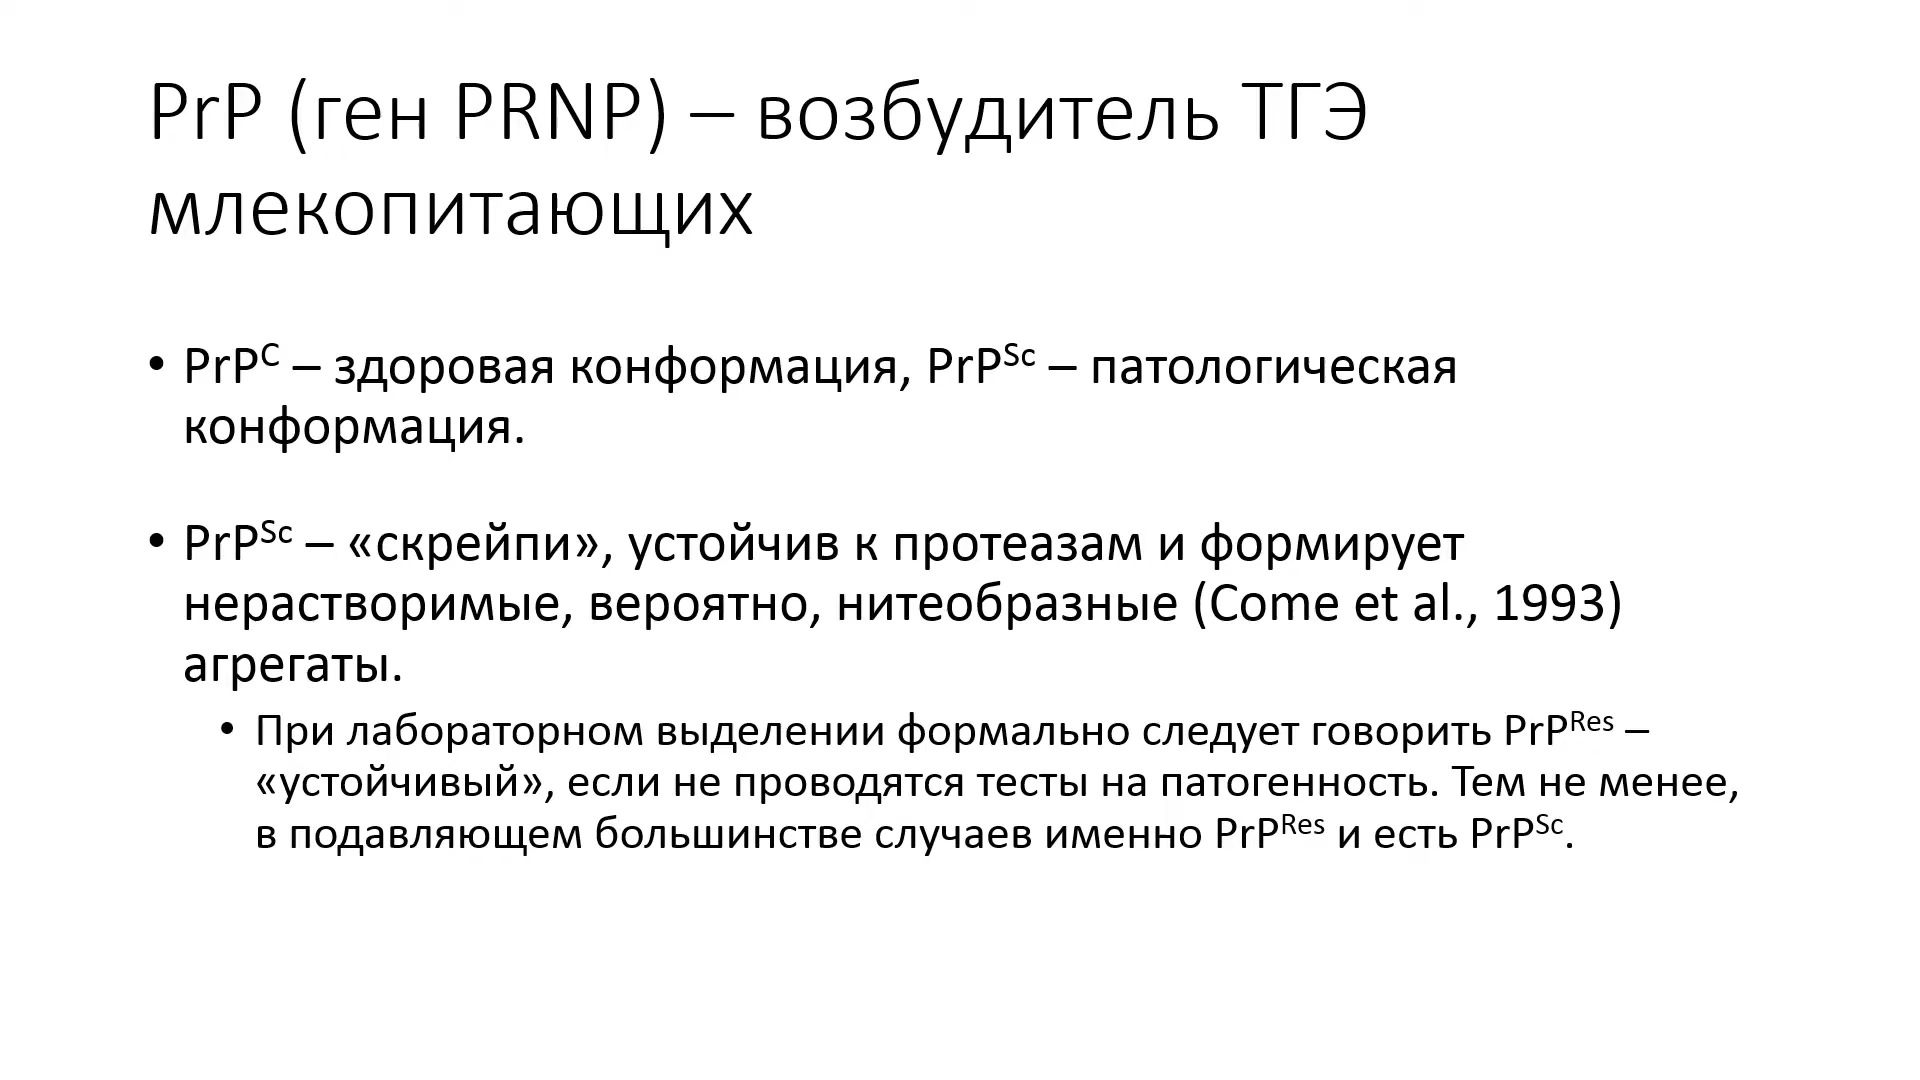 PrP (ген PRNP) – возбудитель ТГЭ
млекопитающих
• PrPC – здоровая конформация, PrPSc – патологическая
конформация.
• PrPSc – «скрейпи», устойчив к протеазам и формирует
нерастворимые, вероятно, нитеобразные (Come et al., 1993)
агрегаты.
• При лабораторном выделении формально следует говорить PrPRes –
«устойчивый», если не проводятся тесты на патогенность. Тем не менее,
в подавляющем большинстве случаев именно PrPRes и есть PrPSc.